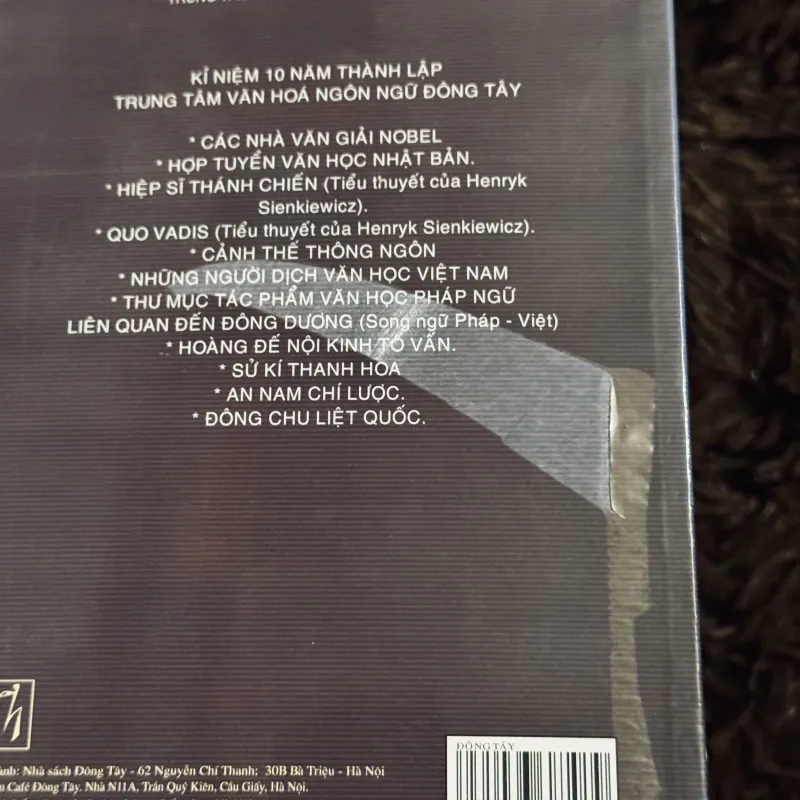 KỈ NIỆM 10 NĂM THÀNH LẬP
TRUNG TÂM VĂN HOÁ NGÔN NGỮ ĐÔNG TÂY
* CÁC NHÀ VĂN GIẢI NOBEL
* HỢP TUYỂN VĂN HỌC NHẬT BẢN.
* HIỆP SĨ THÁNH CHIẾN (Tiểu thuyết của Henryk
Sienkiewicz).
* QUO VADIS (Tiểu thuyết của Henryk Sienkiewicz).
* CẢNH THẾ THÔNG NGÔN
* NHỮNG NGƯỜI DỊCH VĂN HỌC VIỆT NAM
* THƯ MỤC TÁC PHẨM VĂN HỌC PHÁP NGỮ
LIÊN QUAN ĐẾN ĐÔNG DƯƠNG (Song ngữ Pháp - Việt)
* HOÀNG ĐẾ NỘI KINH TỐ VẤN.
* SỬ KÍ THANH HÓA
* AN NAM CHÍ LƯỢC.
* ĐÔNG CHU LIỆT QUỐC.
ĐÔNG TÂY
Nhà sách Đông Tây - 62 Nguyễn Chí Thanh; 30B Bà Triệu - Hà Nội
Café Đông Tây. Nhà N11A, Trần Quý Kiên, Cầu Giấy, Hà Nội.